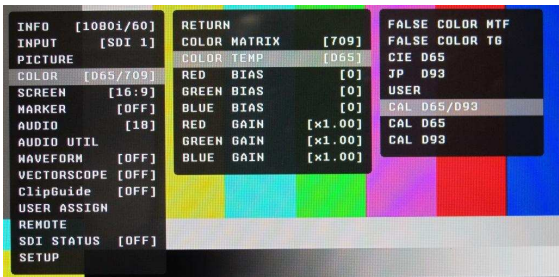 INFO [1080i/60]
INPUT [SDI 1]
PICTURE
COLOR [D65/709]
SCREEN [16:9]
MARKER [OFF]
AUDIO [18]
AUDIO UTIL
WAVEFORM [OFF]
VECTORSCOPE [OFF]
ClipGuide [OFF]
USER ASSIGN
REMOTE
SDI STATUS [OFF]
SETUP
RETURN
COLOR MATRIX [709]
COLOR TEMP [D65]
RED BIAS [0]
GREEN BIAS [0]
BLUE BIAS [0]
RED GAIN [x1.00]
GREEN GAIN [x1.00]
BLUE GAIN [x1.00]
FALSE COLOR MTF
FALSE COLOR TG
CIE D65
JP D93
USER
CAL D65/D93
CAL D65
CAL D93